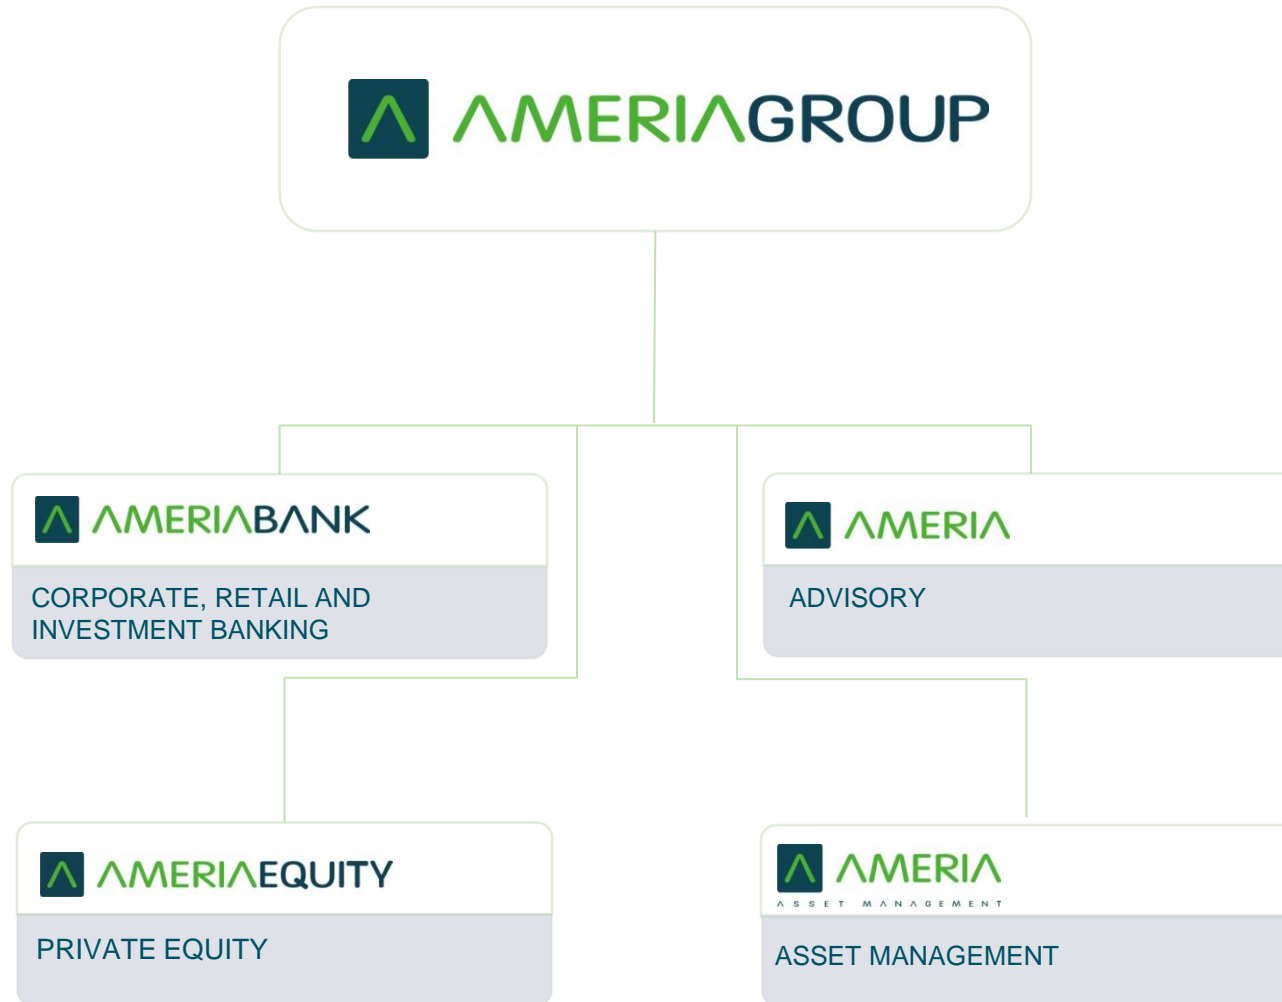 AMERIAGROUP
AMERIABANK
CORPORATE, RETAIL AND
INVESTMENT BANKING
AMERIA
ADVISORY
AMERIAEQUITY
PRIVATE EQUITY
AMERIA
ASSET MANAGEMENT
ASSET MANAGEMENT